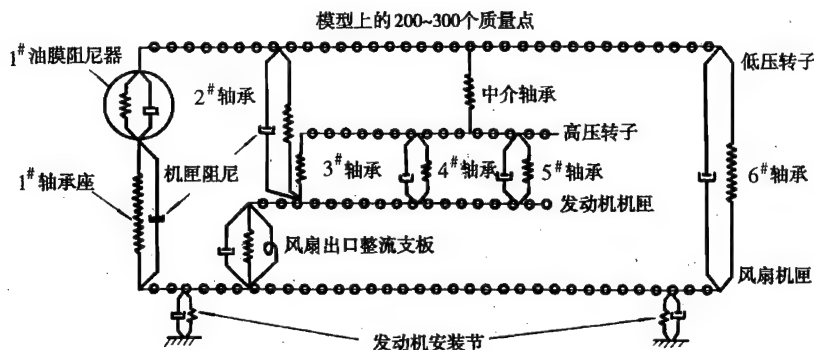 模型上的200~300个质量点
1#油膜阻尼器
低压转子
2#轴承
中介轴承
高压转子
机匣阻尼
3#轴承
4#轴承
5#轴承
6#轴承
1#轴承座
发动机机匣
风扇出口整流支板
风扇机匣
发动机安装节